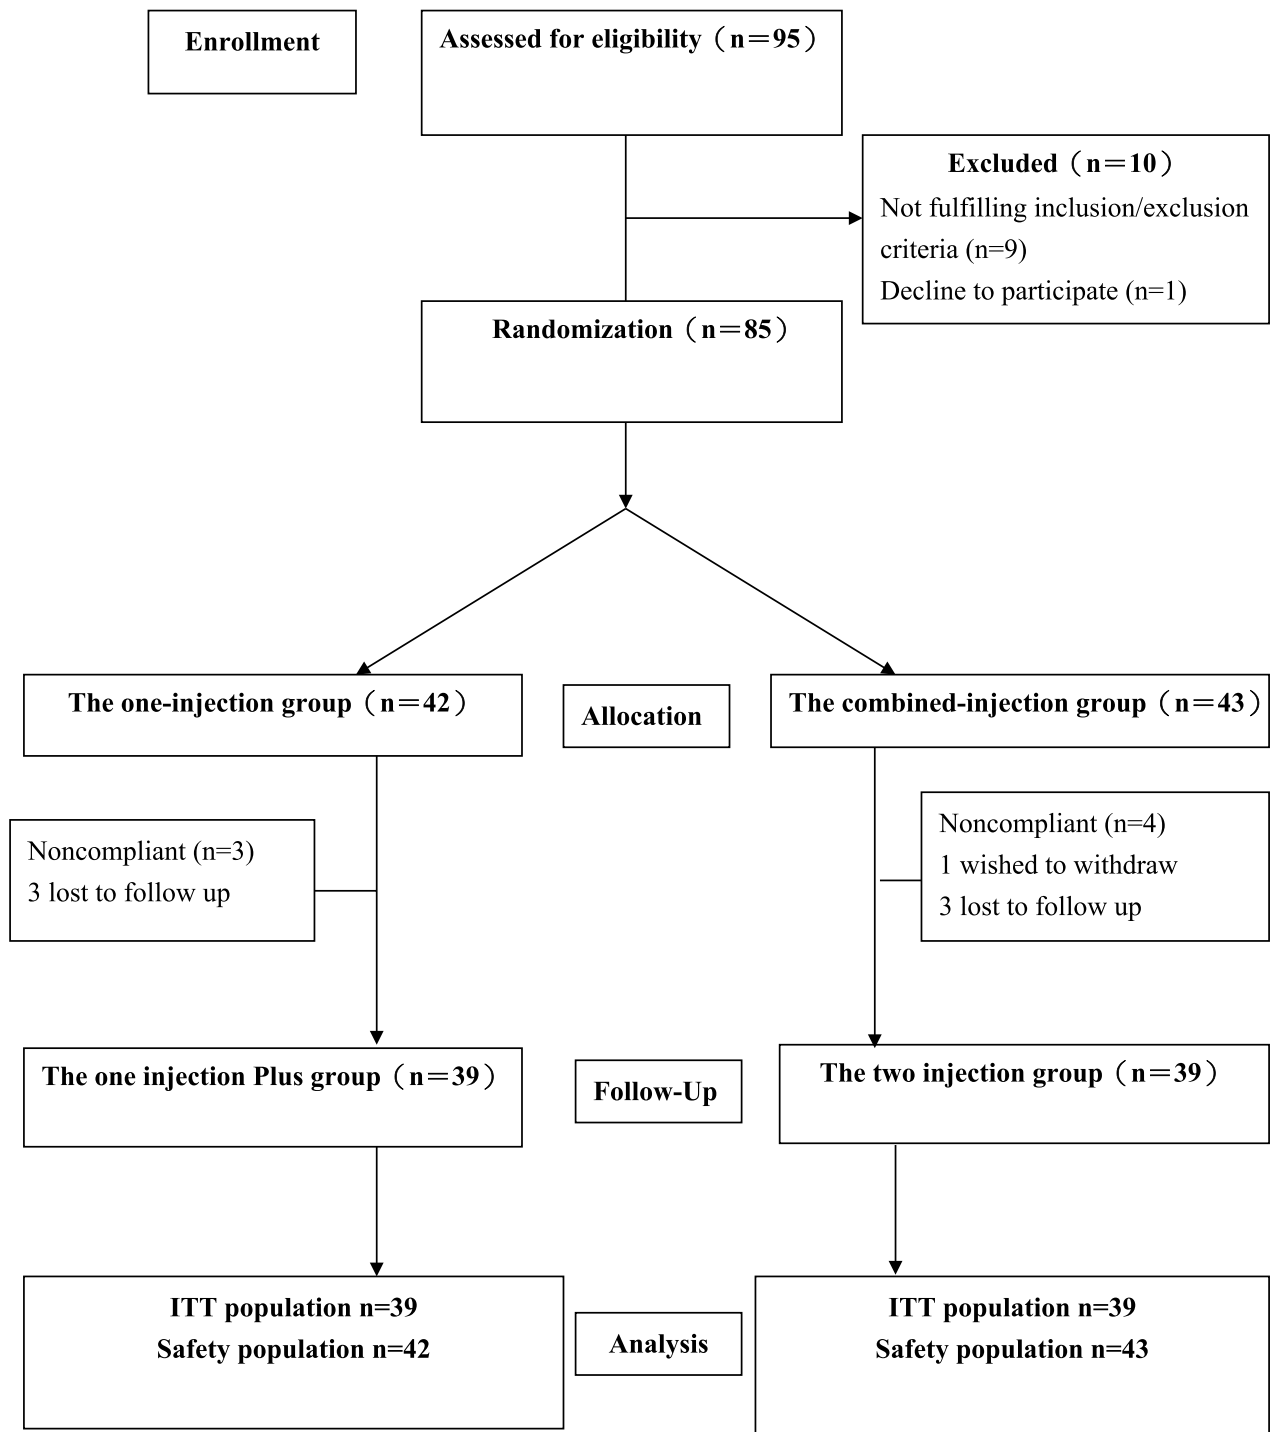 Enrollment
Assessed for eligibility（n＝95）
Excluded（n＝10）
Not fulfilling inclusion/exclusion
criteria (n=9)
Decline to participate (n=1)
Randomization（n＝85）
The one-injection group（n＝42）
Allocation
The combined-injection group（n＝43）
Noncompliant (n=3)
3 lost to follow up
Noncompliant (n=4)
1 wished to withdraw
3 lost to follow up
The one injection Plus group（n＝39）
Follow-Up
The two injection group（n＝39）
ITT population n=39
Safety population n=42
Analysis
ITT population n=39
Safety population n=43